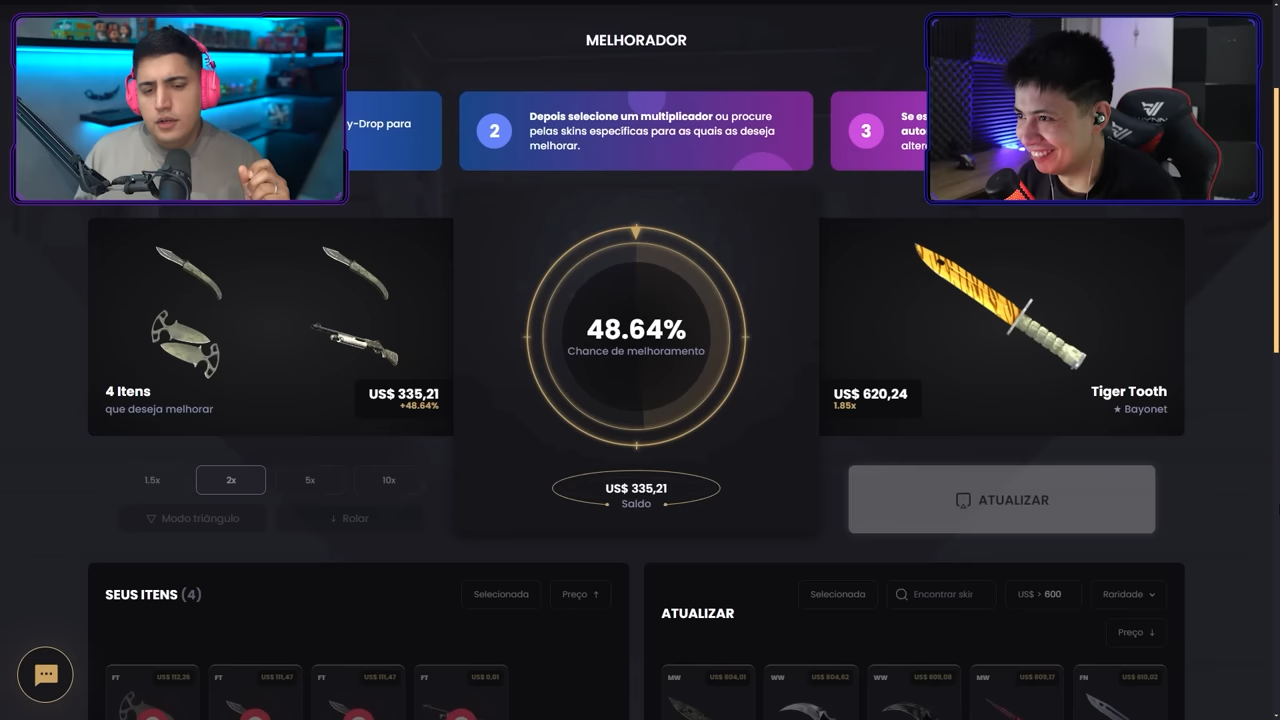 MELHORADOR
y-Drop para
2
Depois selecione um multiplicador ou procure
pelas skins específicas para as quais as deseja
melhorar.
3
Se es
auto
alter
48.64%
Chance de melhoramento
4 Itens
que deseja melhorar
US$ 335,21
+48.64%
US$ 620,24
1.85x
Tiger Tooth
★ Bayonet
1.5x
2x
5x
10x
Modo triângulo
Rolar
US$ 335,21
Saldo
ATUALIZAR
SEUS ITENS (4)
Selecionada
Preço ↑
ATUALIZAR
Selecionada
Encontrar skir
US$ > 600
Raridade
Preço ↓
FT
US$ 112,26
FT
US$ 111,47
FT
US$ 111,47
FT
US$ 0,01
MW
US$ 604,01
WW
US$ 604,82
WW
US$ 609,08
MW
US$ 609,17
FN
US$ 610,02